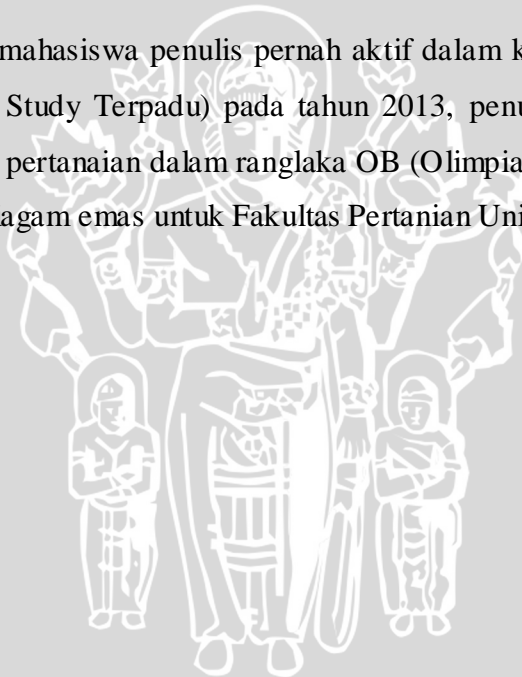 mahasiswa penulis pernah aktif dalam k
Study Terpadu) pada tahun 2013, penu
pertanaian dalam ranglaka OB (Olimpia
agam emas untuk Fakultas Pertanian Uni